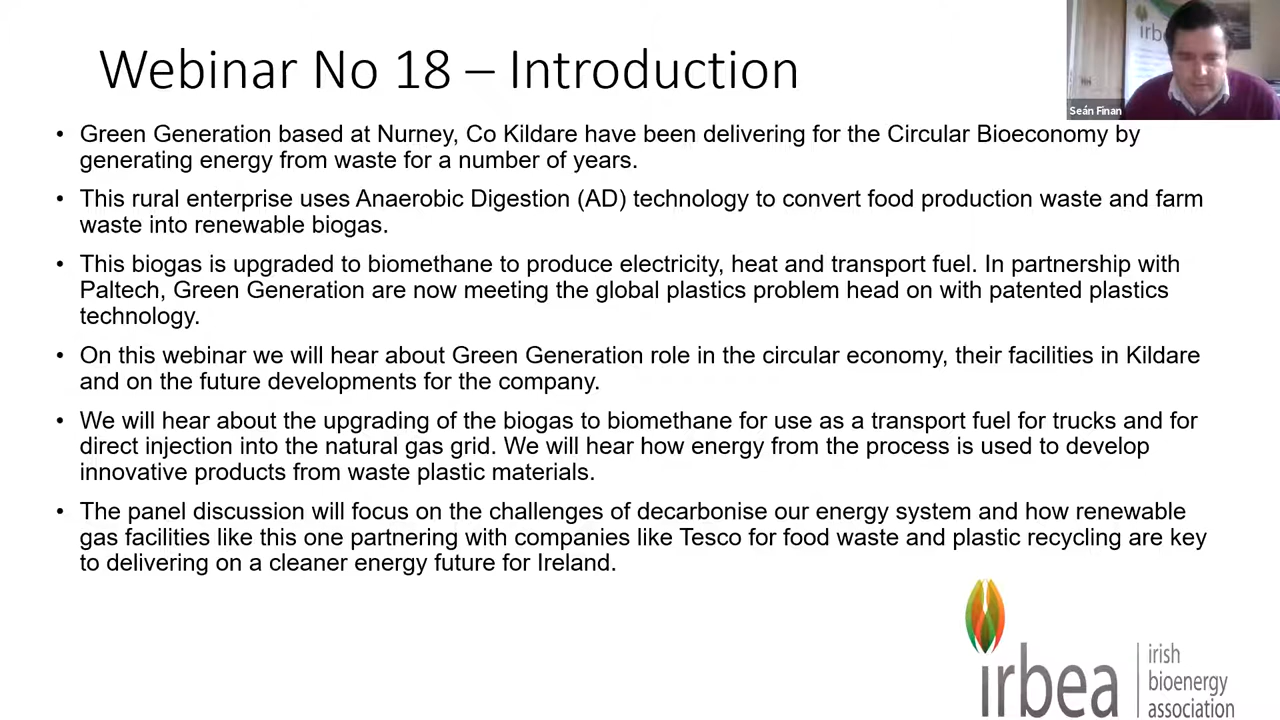 Webinar No 18 – Introduction
irbe
Seán Finan
• Green Generation based at Nurney, Co Kildare have been delivering for the Circular Bioeconomy by
generating energy from waste for a number of years.
• This rural enterprise uses Anaerobic Digestion (AD) technology to convert food production waste and farm
waste into renewable biogas.
• This biogas is upgraded to biomethane to produce electricity, heat and transport fuel. In partnership with
Paltech, Green Generation are now meeting the global plastics problem head on with patented plastics
technology.
• On this webinar we will hear about Green Generation role in the circular economy, their facilities in Kildare
and on the future developments for the company.
• We will hear about the upgrading of the biogas to biomethane for use as a transport fuel for trucks and for
direct injection into the natural gas grid. We will hear how energy from the process is used to develop
innovative products from waste plastic materials.
• The panel discussion will focus on the challenges of decarbonise our energy system and how renewable
gas facilities like this one partnering with companies like Tesco for food waste and plastic recycling are key
to delivering on a cleaner energy future for Ireland.
irbea
irish
bioenergy
association